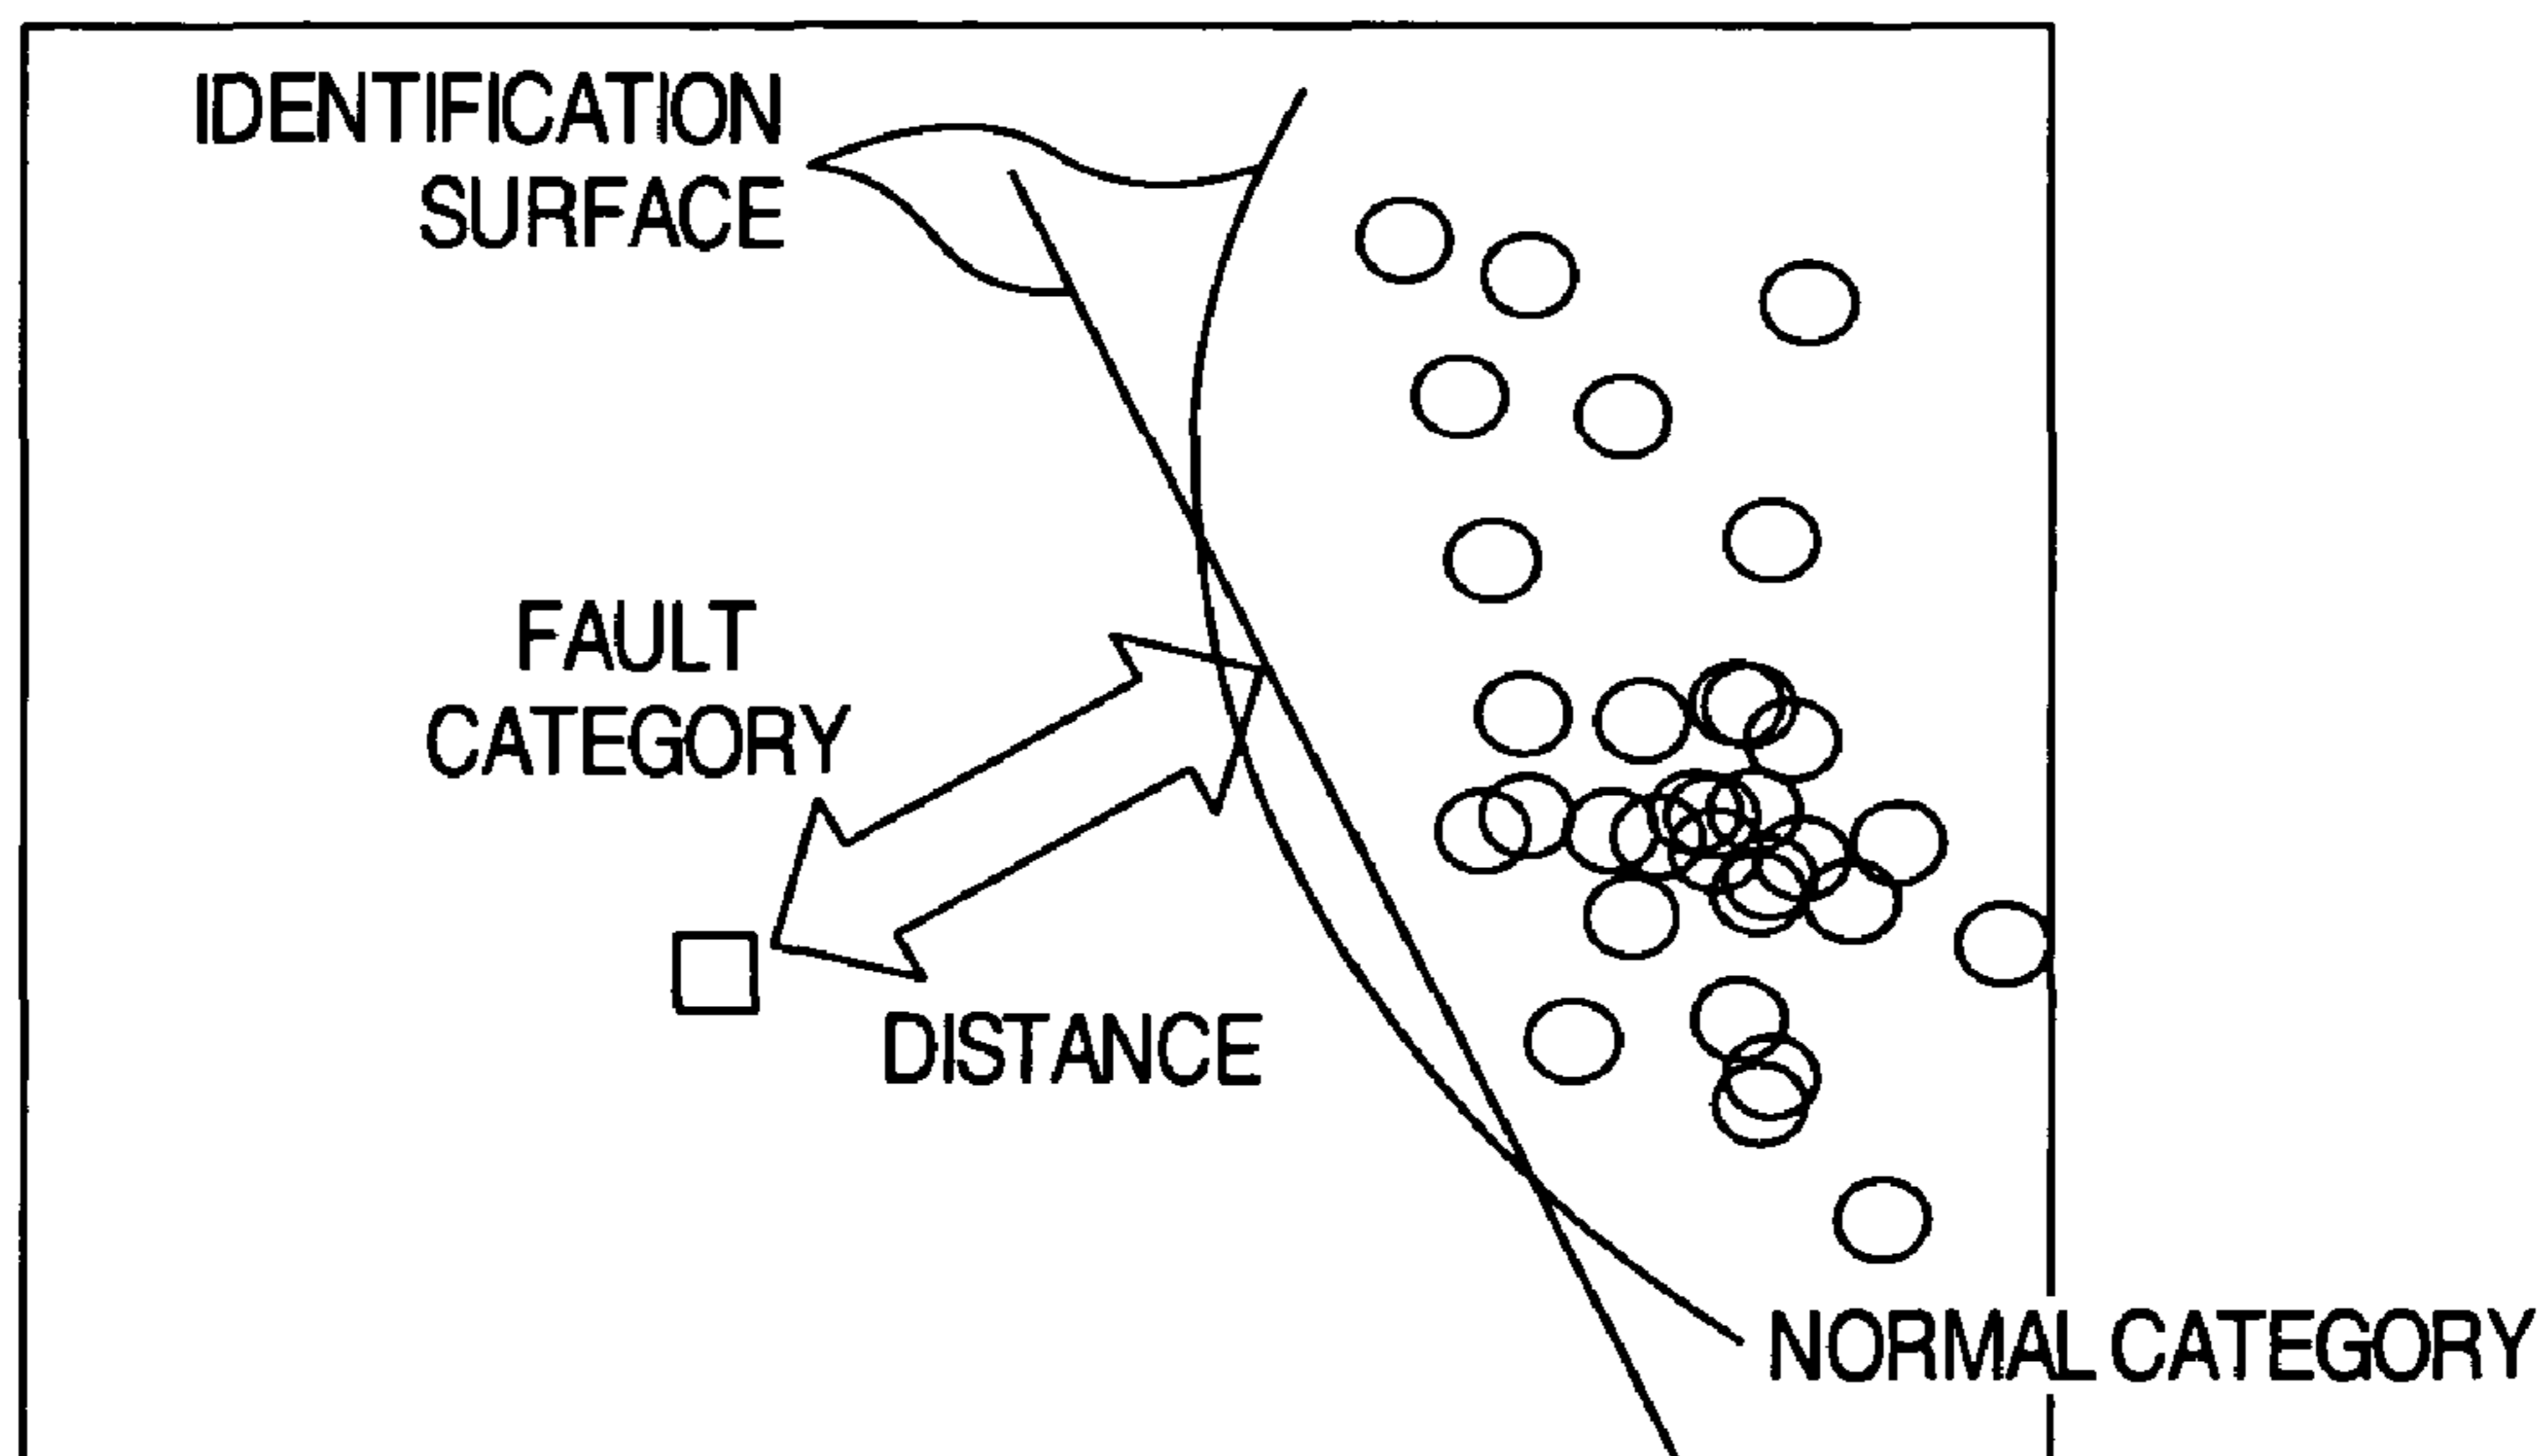 IDENTIFICATION
SURFACE
FAULT
CATEGORY
DISTANCE
NORMAL CATEGORY